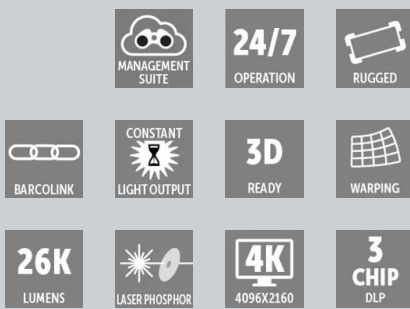 MANAGEMENT
SUITE
24/7
OPERATION
RUGGED
BARCOLINK
CONSTANT
LIGHT OUTPUT
3D
READY
WARPING
26K
LUMENS
LASER PHOSPHOR
4K
4096X2160
3
CHIP
DLP